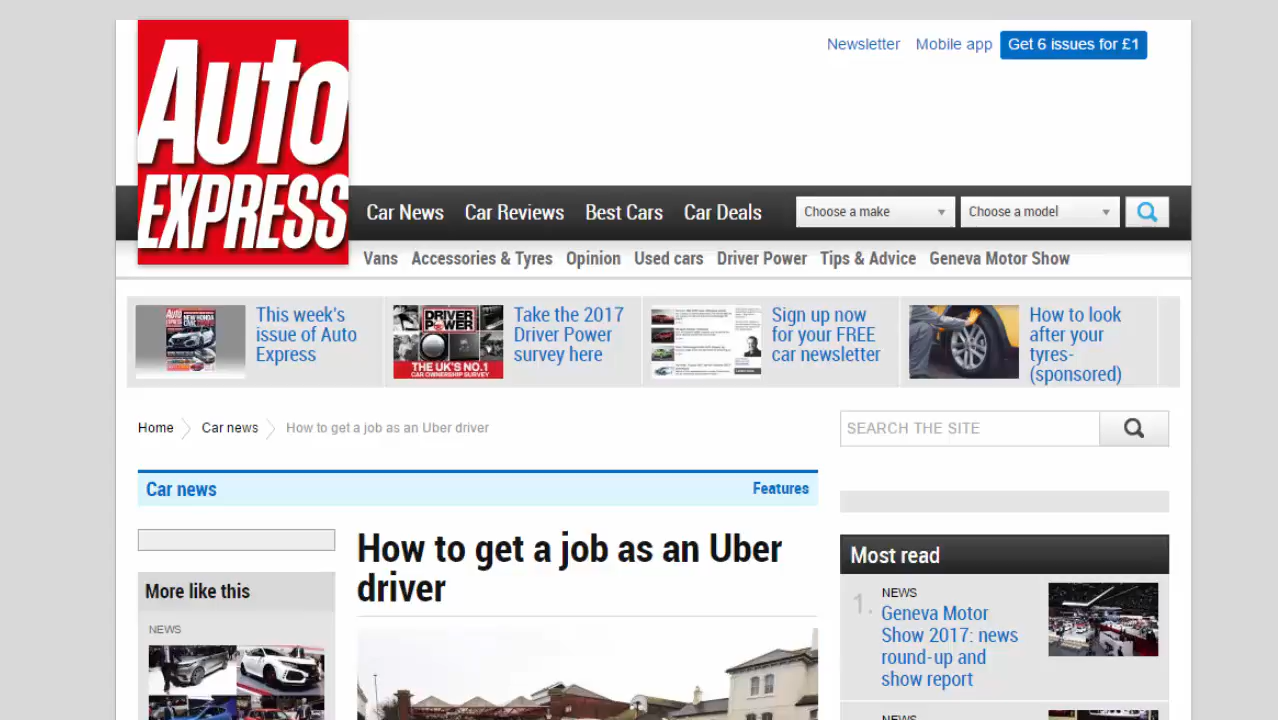 Newsletter Mobile app Get 6 issues for £1
Auto
EXPRESS
Car News Car Reviews Best Cars Car Deals Choose a make Choose a model
Vans Accessories & Tyres Opinion Used cars Driver Power Tips & Advice Geneva Motor Show
This week's
issue of Auto
Express
DRIVER
POWER
THE UK'S NO.1
CAR OWNERSHIP SURVEY
Take the 2017
Driver Power
survey here
Sign up now
for your FREE
car newsletter
How to look
after your
tyres-
(sponsored)
Home Car news How to get a job as an Uber driver
SEARCH THE SITE
Car news Features
How to get a job as an Uber
driver
More like this
NEWS
Most read
1. NEWS
Geneva Motor
Show 2017: news
round-up and
show report
NEWS